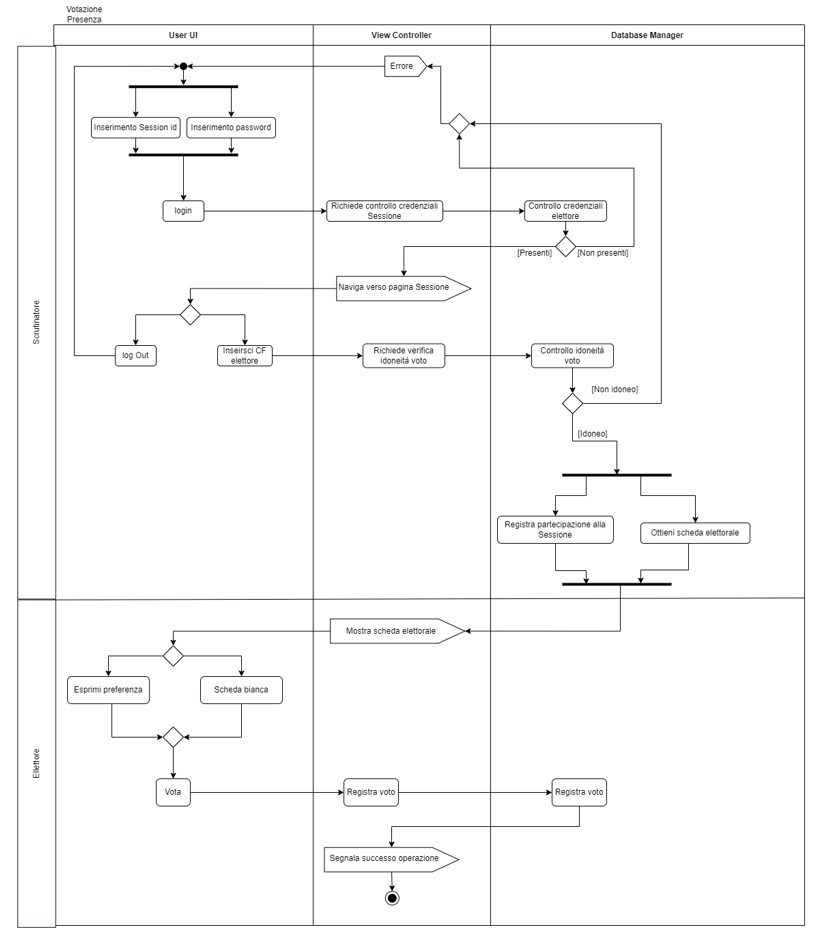 Votazione
Presenza
User UI
View Controller
Database Manager
Scrutinatore
Errore
Inserimento Session id
Inserimento password
login
Richiede controllo credenziali
Sessione
Controllo credenziali
elettore
[Presenti]
[Non presenti]
Naviga verso pagina Sessione
log Out
Inseirsci CF
elettore
Richiede verifica
idoneitá voto
Controllo idoneitá
voto
[Non idoneo]
[Idoneo]
Registra partecipazione alla
Sessione
Ottieni scheda elettorale
Ellettore
Mostra scheda elettorale
Esprimi preferenza
Scheda bianca
Vota
Registra voto
Registra voto
Segnala successo operazione